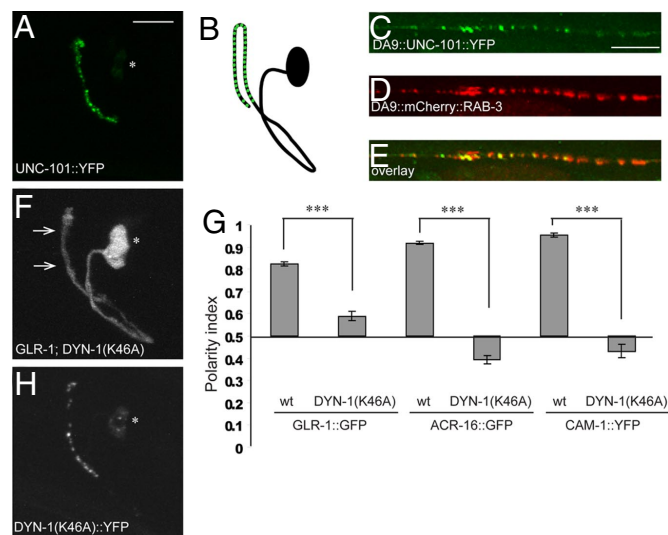 A
*
UNC-101::YFP
B
C
DA9::UNC-101::YFP
D
DA9::mCherry::RAB-3
E
overlay
F
*
GLR-1; DYN-1(K46A)
G
***
***
***
Polarity index
1
0.9
0.8
0.7
0.6
0.5
0.4
0.3
0.2
0.1
0
wt DYN-1(K46A) wt DYN-1(K46A) wt DYN-1(K46A)
GLR-1::GFP ACR-16::GFP CAM-1::YFP
H
*
DYN-1(K46A)::YFP